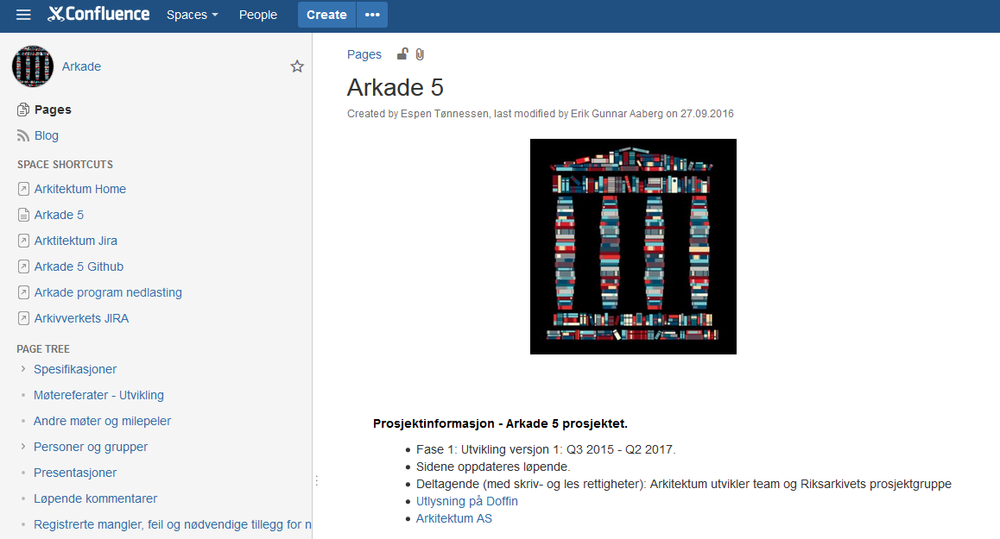 Confluence Spaces People Create •••
Arkade
Pages
Blog
SPACE SHORTCUTS
Arkitektum Home
Arkade 5
Arktitektum Jira
Arkade 5 Github
Arkade program nedlasting
Arkivverkets JIRA
PAGE TREE
Spesifikasjoner
Møtereferater - Utvikling
Andre møter og milepeler
Personer og grupper
Presentasjoner
Løpende kommentarer
Registrerte mangler, feil og nødvendige tillegg for n
Pages
Arkade 5
Created by Espen Tønnessen, last modified by Erik Gunnar Aaberg on 27.09.2016
Prosjektinformasjon - Arkade 5 prosjektet.
• Fase 1: Utvikling versjon 1: Q3 2015 - Q2 2017.
• Sidene oppdateres løpende.
• Deltagende (med skriv- og les rettigheter): Arkitektum utvikler team og Riksarkivets prosjektgruppe
• Utlysning på Doffin
• Arkitektum AS